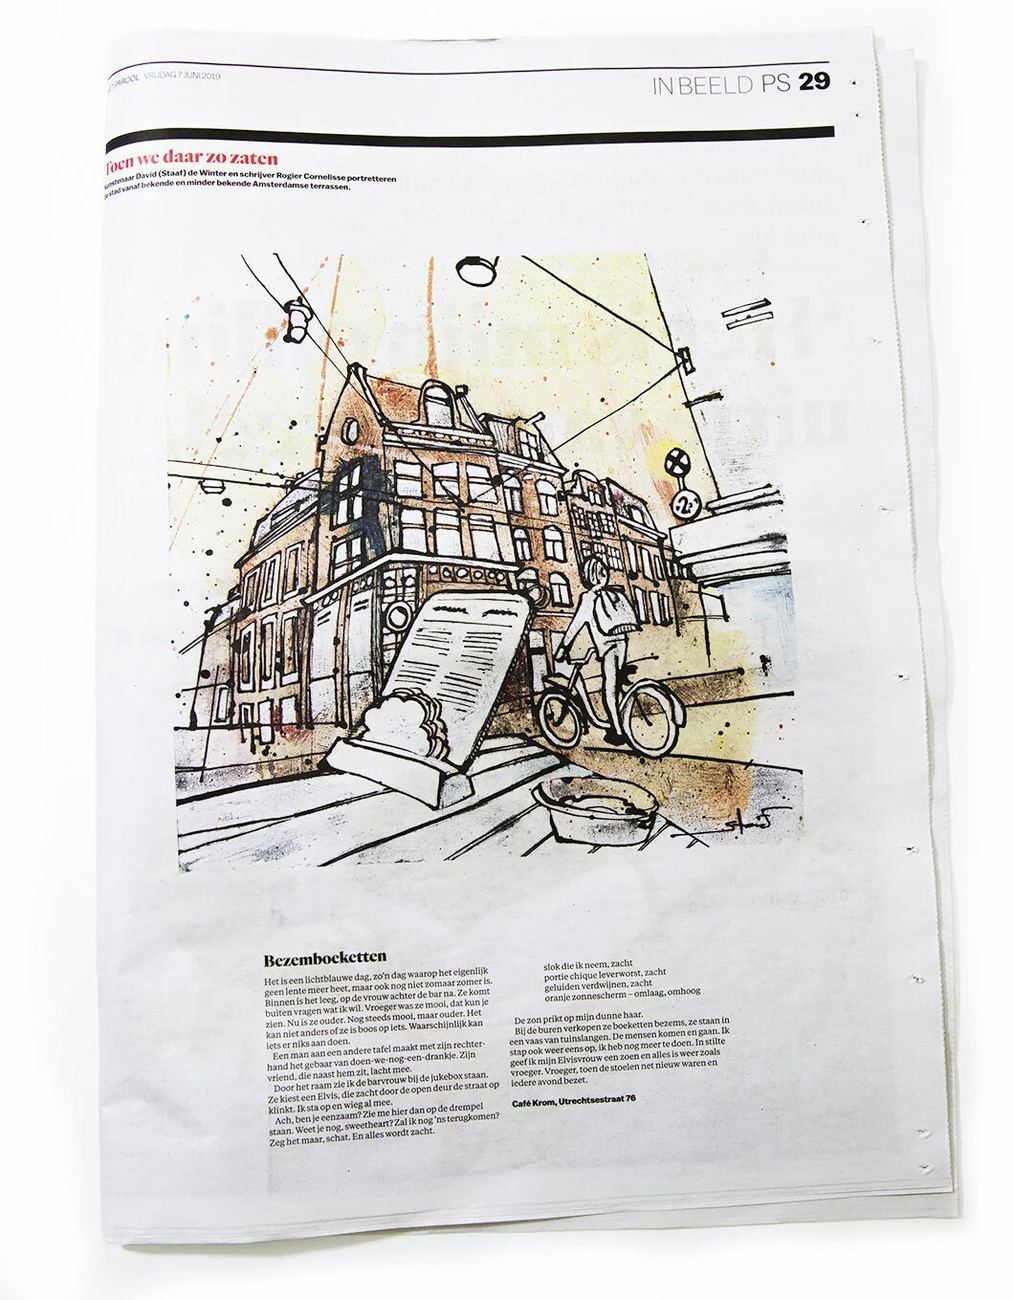 PAROOL VRIJDAG 7 JUNI 2019
IN BEELD PS 29
Toen we daar zo zaten
Kunstenaar David (Staaf) de Winter en schrijver Rogier Cornelisse portretteren
de stad vanaf bekende en minder bekende Amsterdamse terrassen.
Staaf
Bezemboeketten
Het is een lichtblauwe dag, zo'n dag waarop het eigenlijk
geen lente meer heet, maar ook nog niet zomaar zomer is.
Binnen is het leeg, op de vrouw achter de bar na. Ze komt
buiten vragen wat ik wil. Vroeger was ze mooi, dat kun je
zien. Nu is ze ouder. Nog steeds mooi, maar ouder. Het
kan niet anders of ze is boos op iets. Waarschijnlijk kan
iets er niks aan doen.
Een man aan een andere tafel maakt met zijn rechter-
hand het gebaar van doen-we-nog-een-drankje. Zijn
vriend, die naast hem zit, lacht mee.
Door het raam zie ik de barvrouw bij de jukebox staan.
Ze kiest een Elvis, die zacht door de open deur de straat op
klinkt. Ik sta op en wieg al mee.
Ach, ben je eenzaam? Zie me hier dan op de drempel
staan. Weet je nog, sweetheart? Zal ik nog 'ns terugkomen?
Zeg het maar, schat. En alles wordt zacht.
slok die ik neem, zacht
portie chique leverworst, zacht
geluiden verdwijnen, zacht
oranje zonnescherm – omlaag, omhoog
De zon prikt op mijn dunne haar.
Bij de buren verkopen ze boeketten bezems, ze staan in
een vaas van tuinslangen. De mensen komen en gaan. Ik
stap ook weer eens op, ik heb nog meer te doen. In stilte
geef ik mijn Elvisvrouw een zoen en alles is weer zoals
vroeger. Vroeger, toen de stoelen net nieuw waren en
iedere avond bezet.
Café Krom, Utrechtsestraat 76